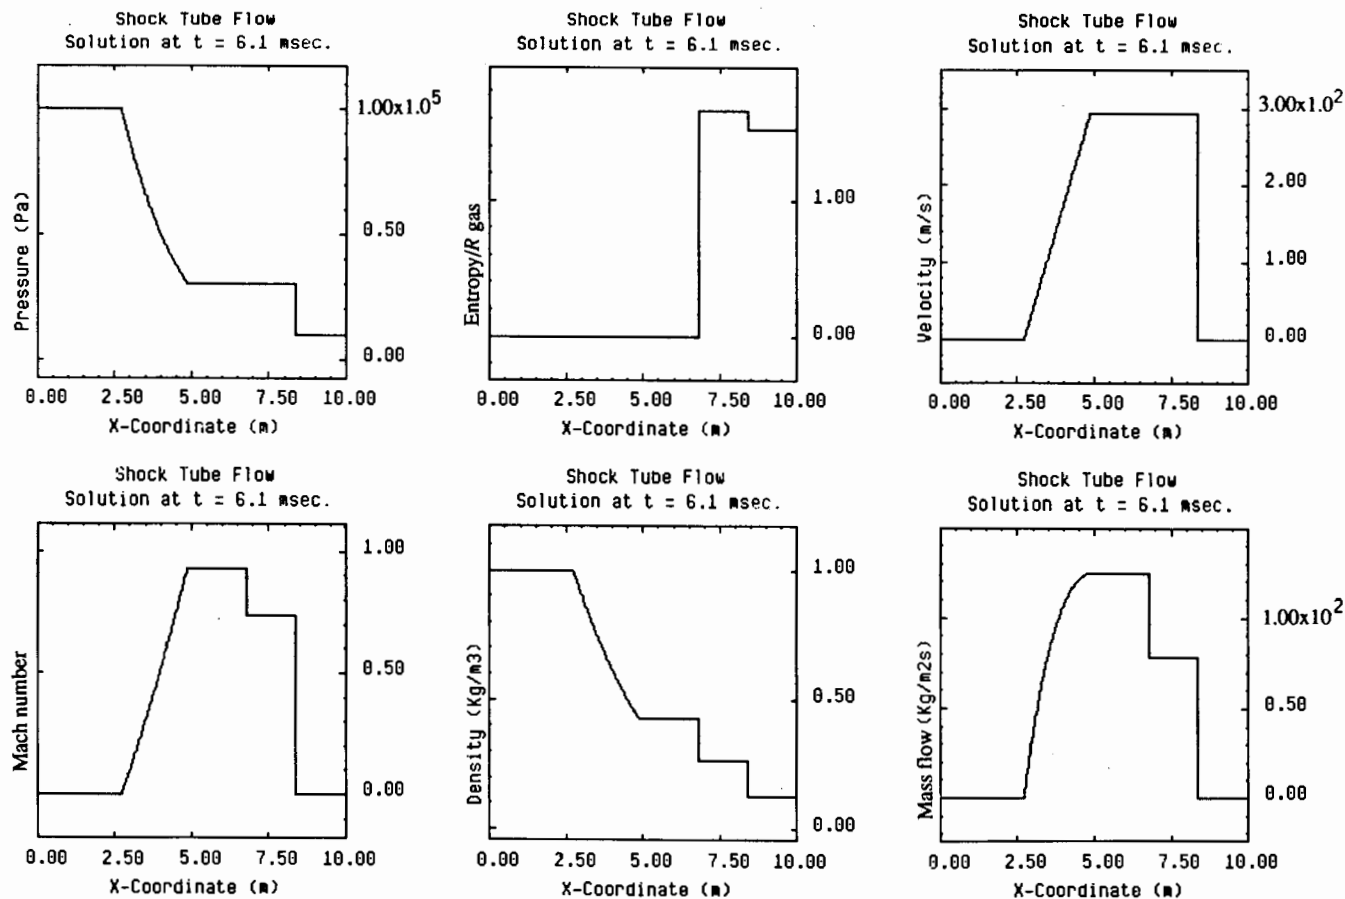 Shock Tube Flow
Solution at t = 6.1 msec.
Pressure (Pa)
1.00x1.0^5
0.50
0.00
0.00 2.50 5.00 7.50 10.00
X-Coordinate (m)
Shock Tube Flow
Solution at t = 6.1 msec.
Entropy/R gas
1.00
0.00
0.00 2.50 5.00 7.50 10.00
X-Coordinate (m)
Shock Tube Flow
Solution at t = 6.1 msec.
Velocity (m/s)
3.00x1.0^2
2.00
1.00
0.00
0.00 2.50 5.00 7.50 10.00
X-Coordinate (m)
Shock Tube Flow
Solution at t = 6.1 msec.
Mach number
1.00
0.50
0.00
0.00 2.50 5.00 7.50 10.00
X-Coordinate (m)
Shock Tube Flow
Solution at t = 6.1 msec.
Density (Kg/m3)
1.00
0.50
0.00
0.00 2.50 5.00 7.50 10.00
X-Coordinate (m)
Shock Tube Flow
Solution at t = 6.1 msec.
Mass flow (Kg/m2s)
1.00x10^2
0.50
0.00
0.00 2.50 5.00 7.50 10.00
X-Coordinate (m)